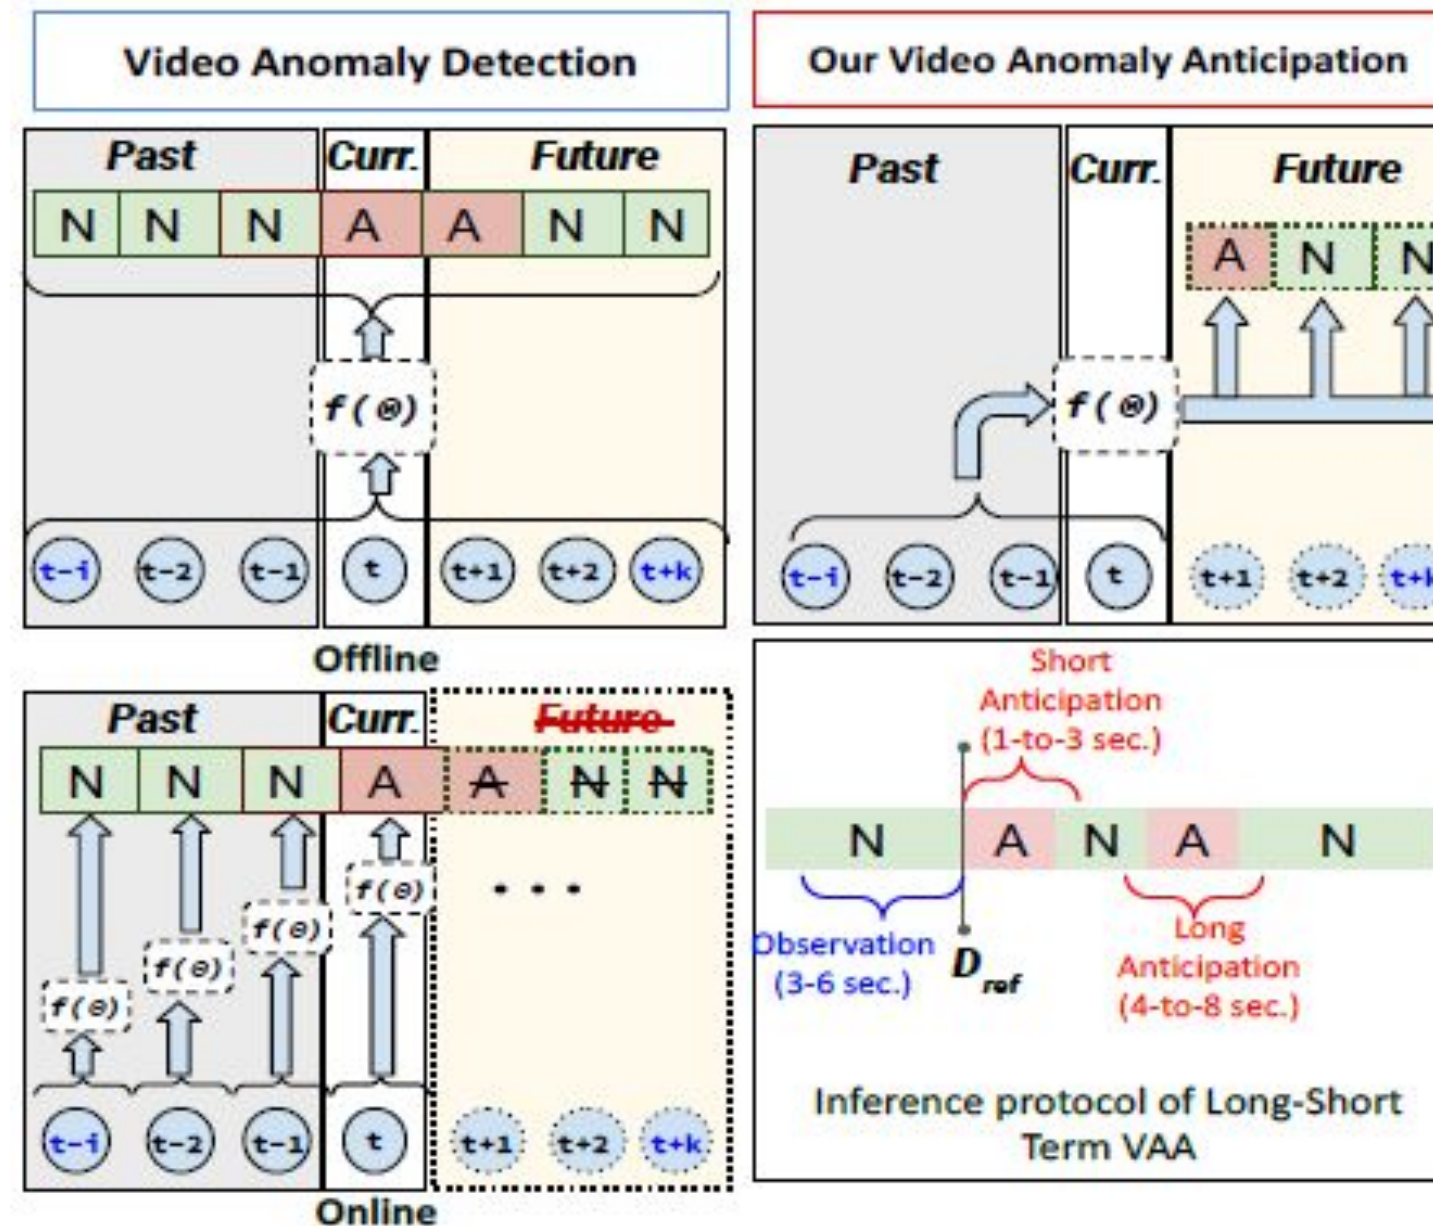 Video Anomaly Detection
Past Curr. Future
N N N A A N N
f(Θ)
t-i t-2 t-1 t t+1 t+2 t+k
Offline
Past Curr. Future
N N N A A N N
f(Θ)
f(Θ)
f(Θ)
f(Θ)
...
t-i t-2 t-1 t t+1 t+2 t+k
Online
Our Video Anomaly Anticipation
Past Curr. Future
A N N
f(Θ)
t-i t-2 t-1 t t+1 t+2 t+k
Short
Anticipation
(1-to-3 sec.)
N A N A N
Observation
(3-6 sec.)
D ref
Long
Anticipation
(4-to-8 sec.)
Inference protocol of Long-Short
Term VAA